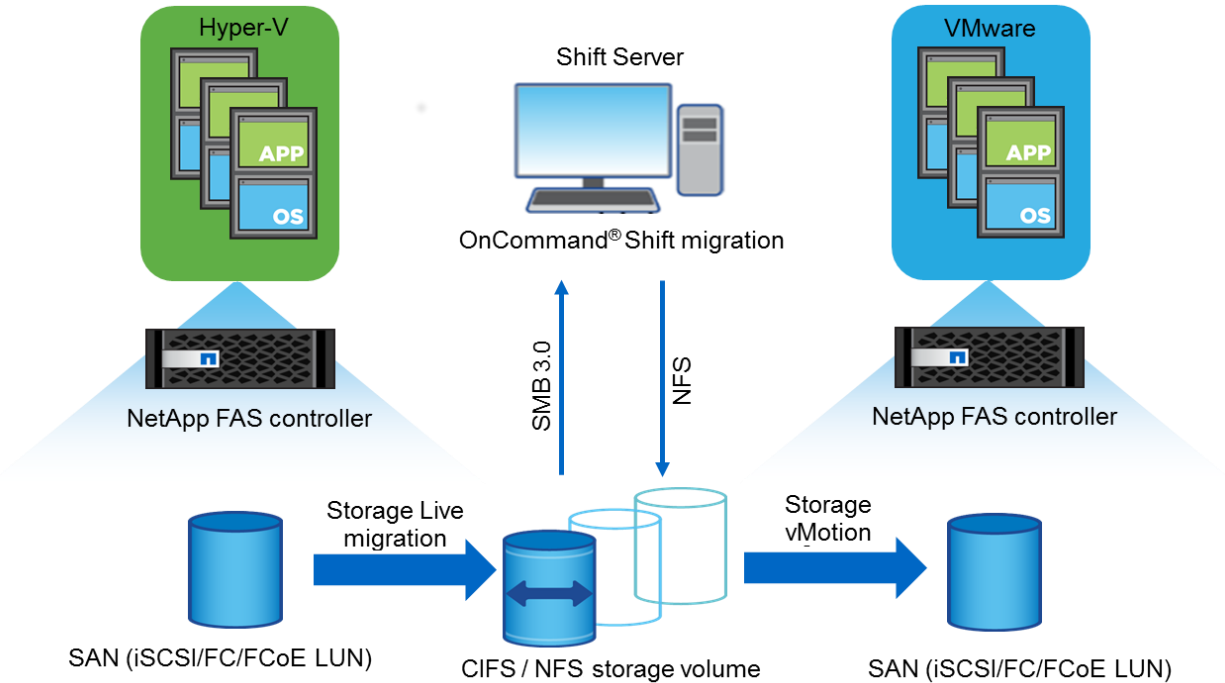 Hyper-V
APP
OS
Shift Server
OnCommand® Shift migration
VMware
APP
OS
NetApp FAS controller
SMB 3.0
NFS
NetApp FAS controller
Storage Live
migration
Storage
vMotion
SAN (iSCSI/FC/FCoE LUN)
CIFS / NFS storage volume
SAN (iSCSI/FC/FCoE LUN)